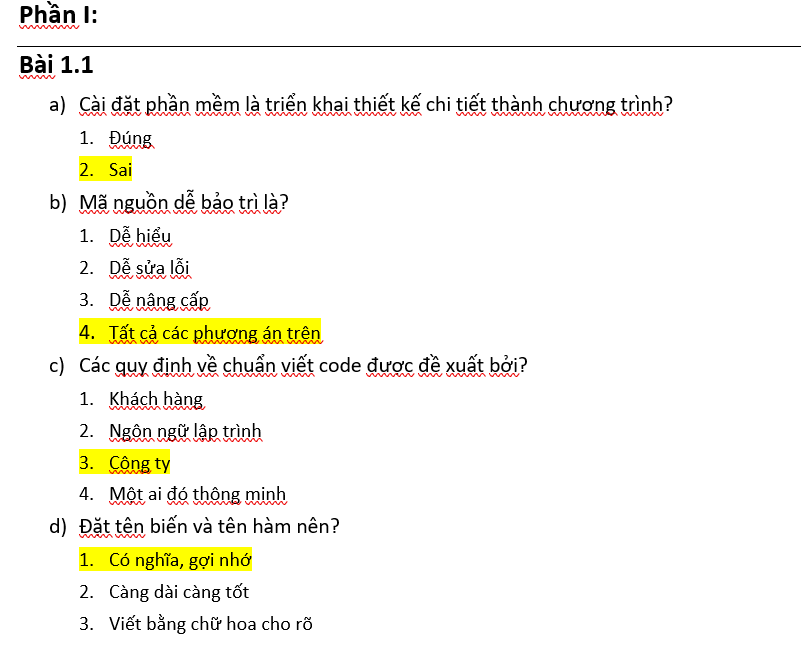 Phần I:
Bài 1.1
a) Cài đặt phần mềm là triển khai thiết kế chi tiết thành chương trình?
1. Đúng
2. Sai
b) Mã nguồn dễ bảo trì là?
1. Dễ hiểu
2. Dễ sửa lỗi
3. Dễ nâng cấp
4. Tất cả các phương án trên
c) Các quy định về chuẩn viết code được đề xuất bởi?
1. Khách hàng
2. Ngôn ngữ lập trình
3. Công ty
4. Một ai đó thông minh
d) Đặt tên biến và tên hàm nên?
1. Có nghĩa, gợi nhớ
2. Càng dài càng tốt
3. Viết bằng chữ hoa cho rõ